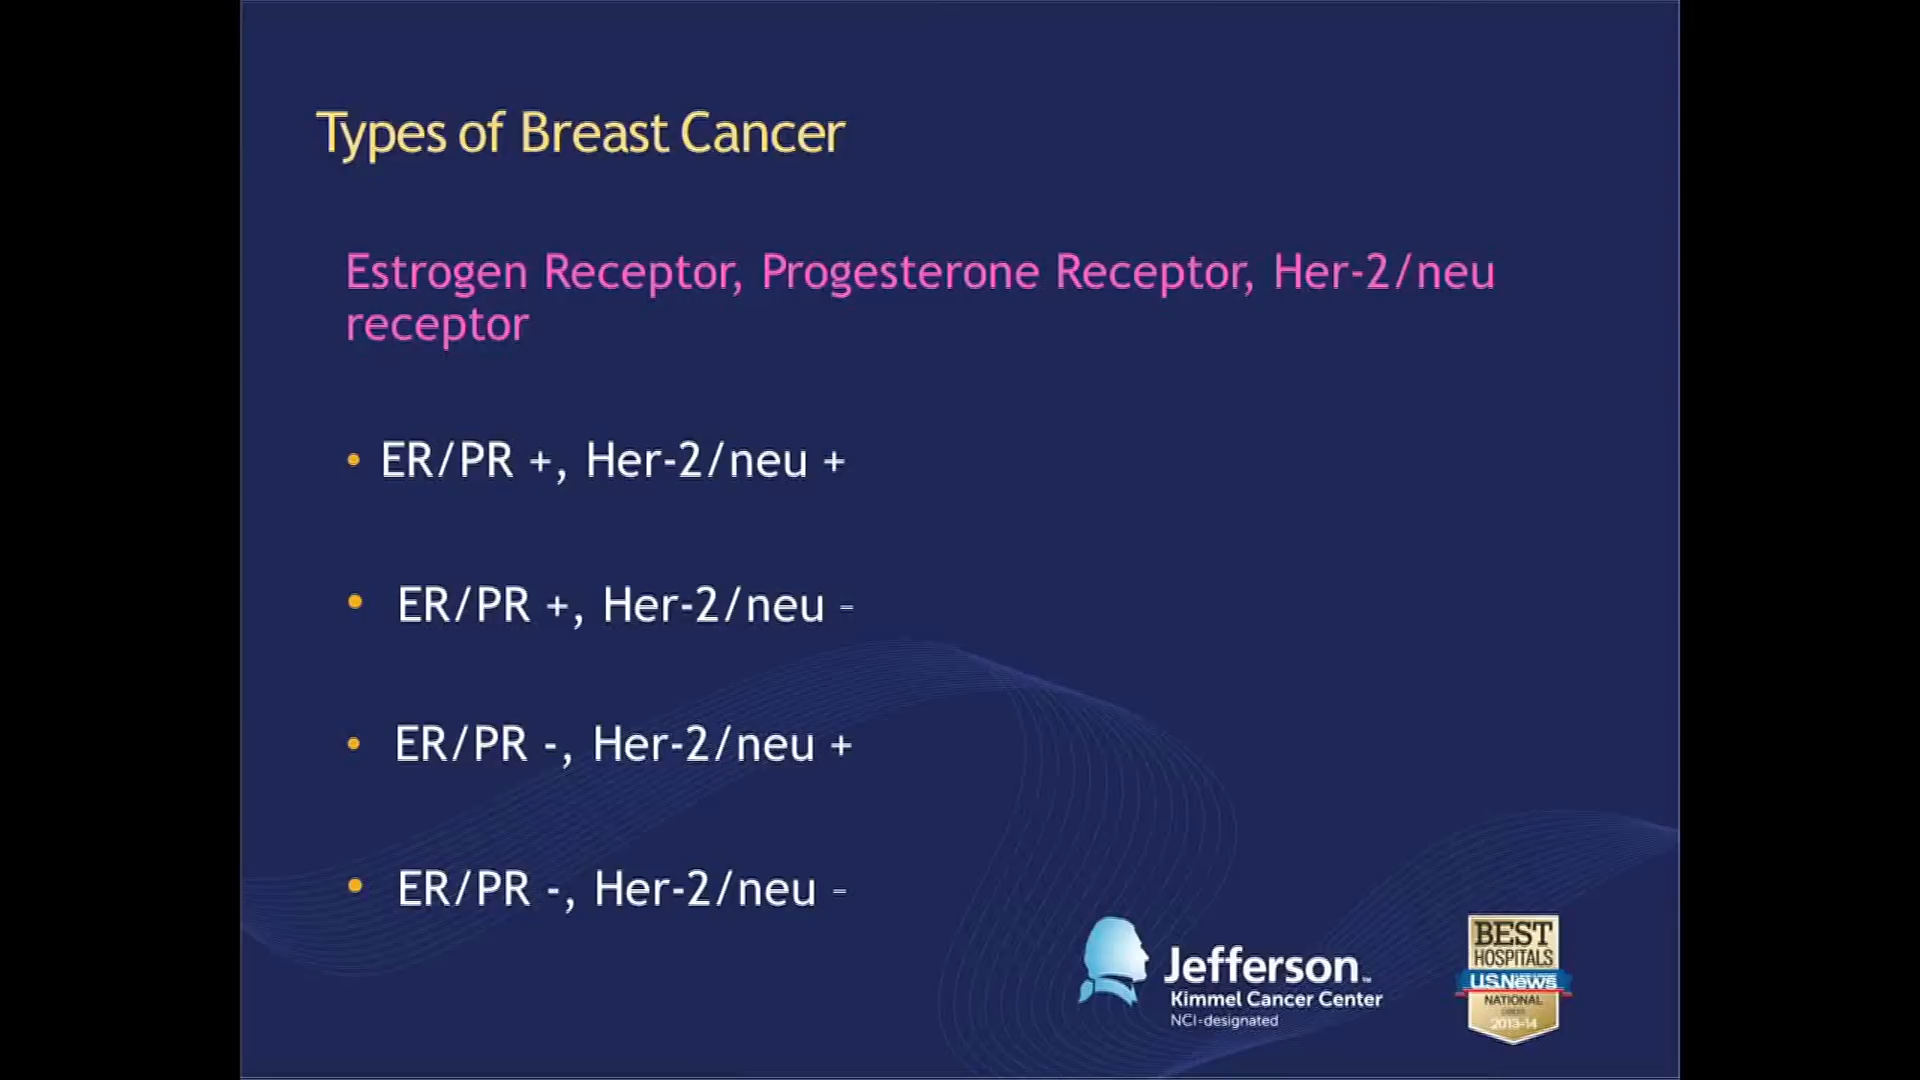 Types of Breast Cancer
Estrogen Receptor, Progesterone Receptor, Her-2/neu
receptor
• ER/PR +, Her-2/neu +
• ER/PR +, Her-2/neu -
• ER/PR -, Her-2/neu +
• ER/PR -, Her-2/neu -
Jefferson™
Kimmel Cancer Center
NCI-designated
BEST
HOSPITALS
U.S.News
NATIONAL
2013-14